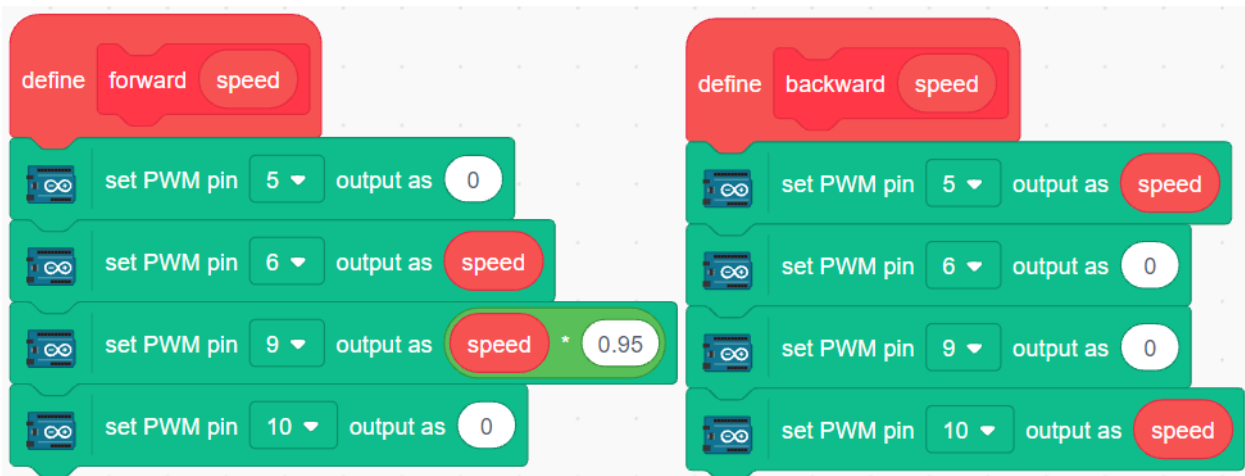 define forward speed
set PWM pin 5 output as 0
set PWM pin 6 output as speed
set PWM pin 9 output as speed * 0.95
set PWM pin 10 output as 0
define backward speed
set PWM pin 5 output as speed
set PWM pin 6 output as 0
set PWM pin 9 output as 0
set PWM pin 10 output as speed